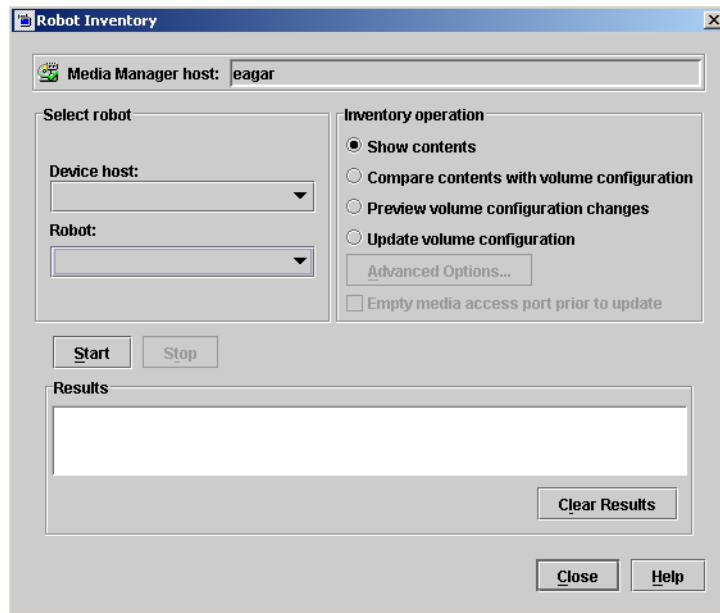 Robot Inventory
Media Manager host: eagar
Select robot
Device host:
Robot:
Inventory operation
Show contents
Compare contents with volume configuration
Preview volume configuration changes
Update volume configuration
Advanced Options...
Empty media access port prior to update
Start Stop
Results
Clear Results
Close Help